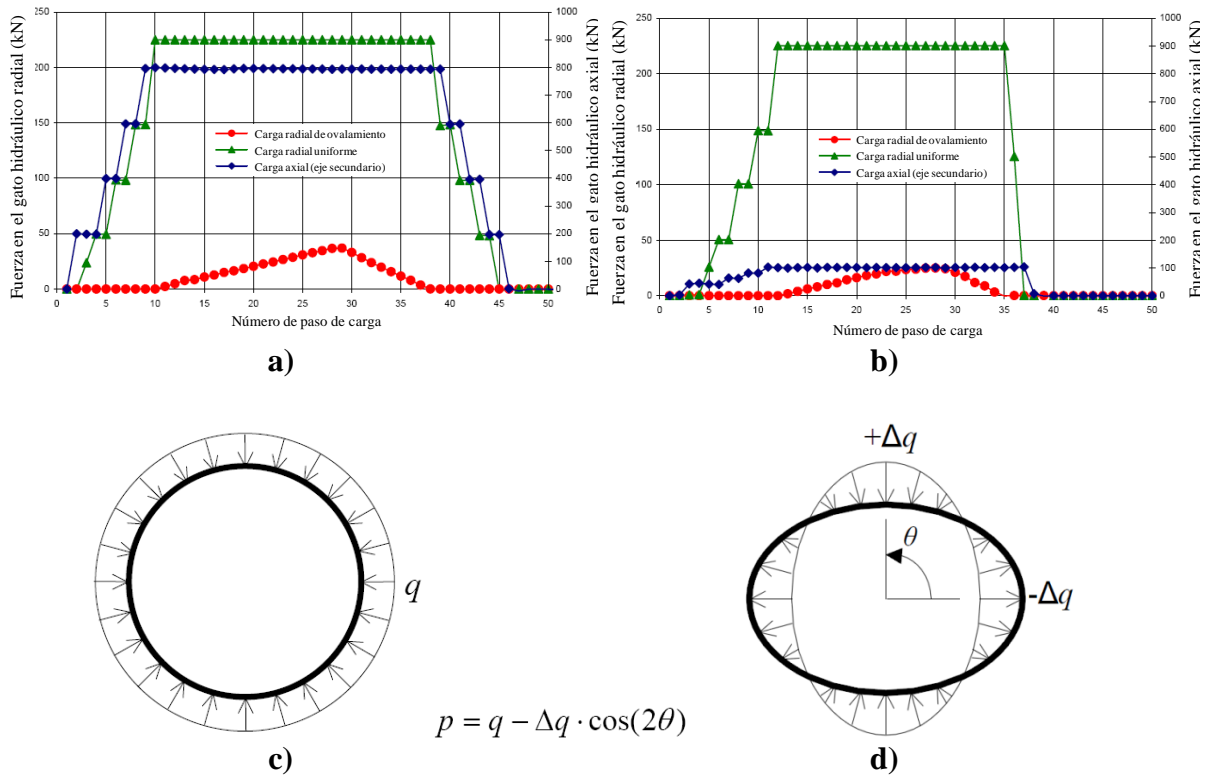 Fuerza en el gato hidráulico radial (kN)
250
200
150
100
50
0
Carga radial de ovalamiento
Carga radial uniforme
Carga axial (eje secundario)
0 5 10 15 20 25 30 35 40 45 50
Número de paso de carga
1000
900
800
700
600
500
400
300
200
100
0
Fuerza en el gato hidráulico axial (kN)
a)
Fuerza en el gato hidráulico radial (kN)
250
200
150
100
50
0
Carga radial de ovalamiento
Carga radial uniforme
Carga axial (eje secundario)
0 5 10 15 20 25 30 35 40 45 50
Número de paso de carga
1000
900
800
700
600
500
400
300
200
100
0
Fuerza en el gato hidráulico axial (kN)
b)
q
+Δq
θ
-Δq
p = q − Δq · cos(2θ)
c)
d)